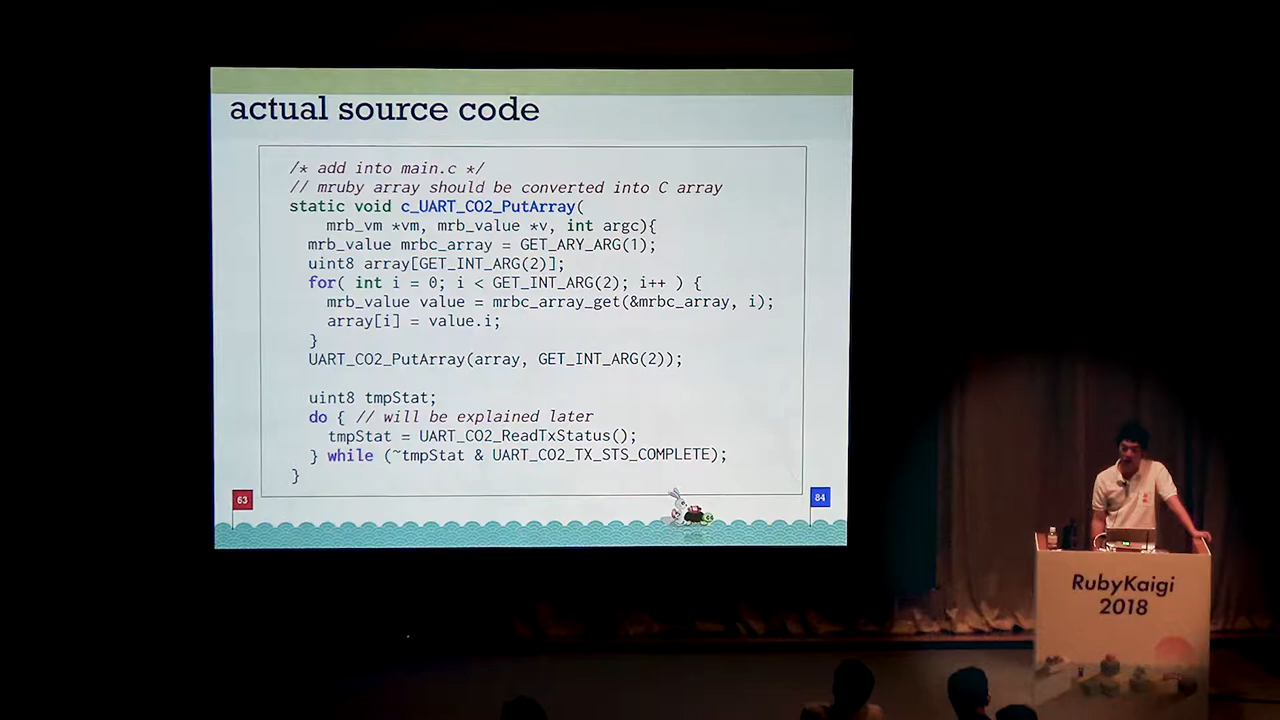 actual source code
/* add into main.c */
// mruby array should be converted into C array
static void c_UART_CO2_PutArray(
mrb_vm *vm, mrb_value *v, int argc){
mrb_value mrbc_array = GET_ARY_ARG(1);
uint8 array[GET_INT_ARG(2)];
for( int i = 0; i < GET_INT_ARG(2); i++ ) {
mrb_value value = mrbc_array_get(&mrbc_array, i);
array[i] = value.i;
}
UART_CO2_PutArray(array, GET_INT_ARG(2));
uint8 tmpStat;
do { // will be explained later
tmpStat = UART_CO2_ReadTxStatus();
} while (~tmpStat & UART_CO2_TX_STS_COMPLETE);
}
63
84
RubyKaigi
2018